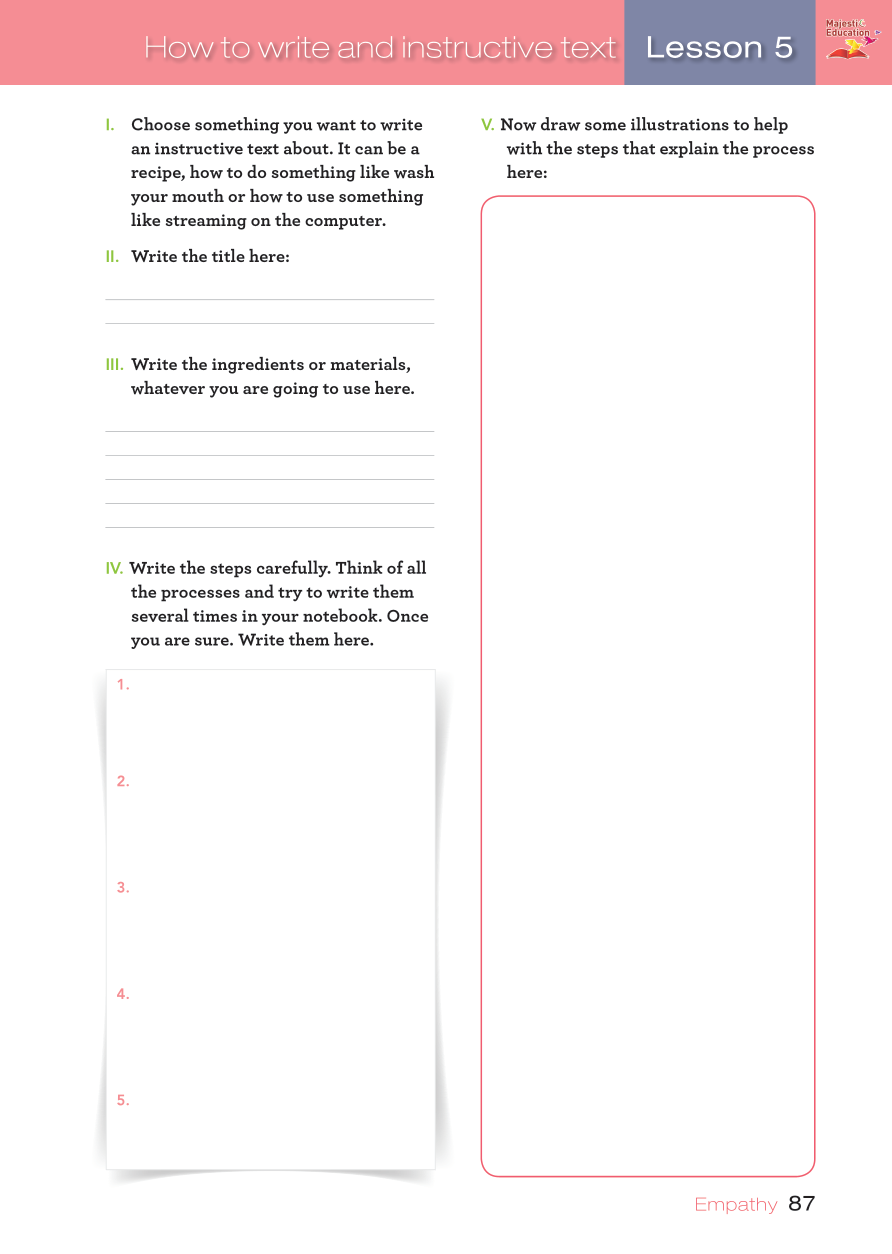 How to write and instructive text
Lesson 5
Majestic
Education
I. Choose something you want to write
an instructive text about. It can be a
recipe, how to do something like wash
your mouth or how to use something
like streaming on the computer.
II. Write the title here:
III. Write the ingredients or materials,
whatever you are going to use here.
IV. Write the steps carefully. Think of all
the processes and try to write them
several times in your notebook. Once
you are sure. Write them here.
1.
2.
3.
4.
5.
V. Now draw some illustrations to help
with the steps that explain the process
here:
Empathy 87